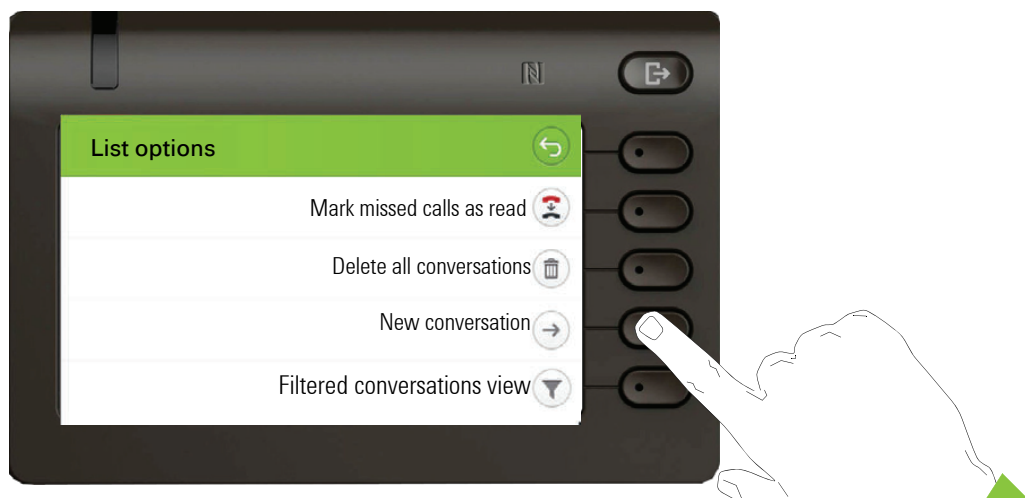 List options
Mark missed calls as read
Delete all conversations
New conversation
Filtered conversations view